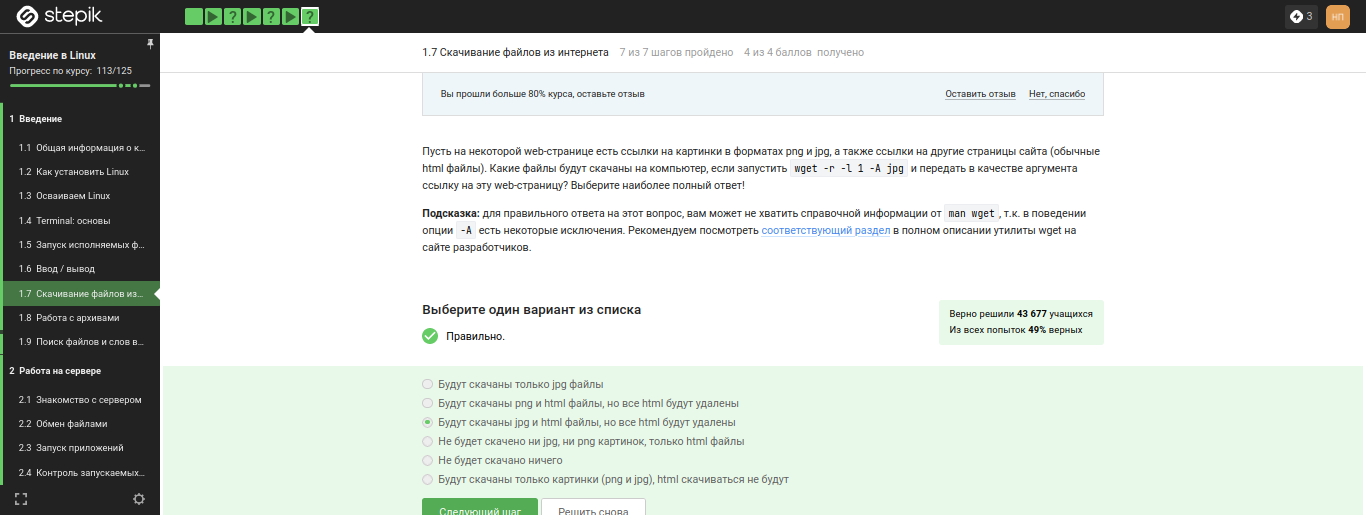 stepik
? ? ?
3
НП
Введение в Linux
Прогресс по курсу: 113/125
1 Введение
1.1 Общая информация о к...
1.2 Как установить Linux
1.3 Осваиваем Linux
1.4 Terminal: основы
1.5 Запуск исполняемых ф...
1.6 Ввод / вывод
1.7 Скачивание файлов из...
1.8 Работа с архивами
1.9 Поиск файлов и слов в...
2 Работа на сервере
2.1 Знакомство с сервером
2.2 Обмен файлами
2.3 Запуск приложений
2.4 Контроль запускаемых...
1.7 Скачивание файлов из интернета 7 из 7 шагов пройдено 4 из 4 баллов получено
Вы прошли больше 80% курса, оставьте отзыв
Оставить отзыв Нет, спасибо
Пусть на некоторой web-странице есть ссылки на картинки в форматах png и jpg, а также ссылки на другие страницы сайта (обычные
html файлы). Какие файлы будут скачаны на компьютер, если запустить wget -r -l 1 -A jpg и передать в качестве аргумента
ссылку на эту web-страницу? Выберите наиболее полный ответ!
Подсказка: для правильного ответа на этот вопрос, вам может не хватить справочной информации от man wget, т.к. в поведении
опции -A есть некоторые исключения. Рекомендуем посмотреть соответствующий раздел в полном описании утилиты wget на
сайте разработчиков.
Выберите один вариант из списка
Правильно.
Верно решили 43 677 учащихся
Из всех попыток 49% верных
Будут скачаны только jpg файлы
Будут скачаны png и html файлы, но все html будут удалены
Будут скачаны jpg и html файлы, но все html будут удалены
Не будет скачено ни jpg, ни png картинок, только html файлы
Не будет скачано ничего
Будут скачаны только картинки (png и jpg), html скачиваться не будут
Следующий шаг Решить снова